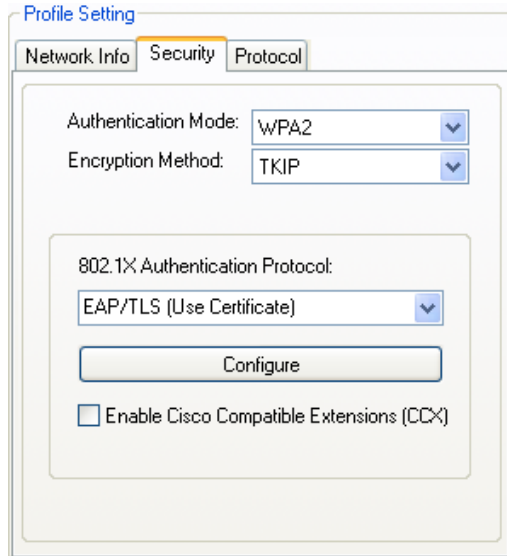 Profile Setting
Network Info Security Protocol
Authentication Mode: WPA2
Encryption Method: TKIP
802.1X Authentication Protocol:
EAP/TLS (Use Certificate)
Configure
Enable Cisco Compatible Extensions (CCX)